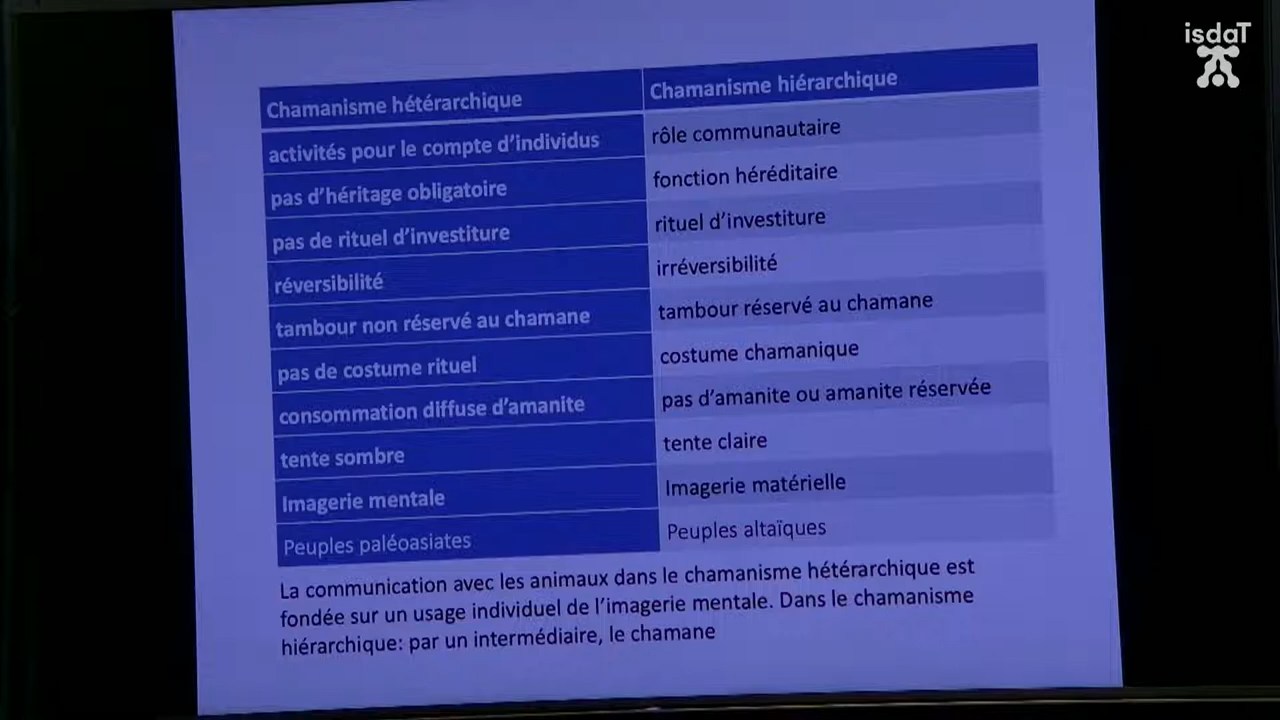 isdaT
Chamanisme hétérarchique
Chamanisme hiérarchique
activités pour le compte d'individus
rôle communautaire
pas d'héritage obligatoire
fonction héréditaire
pas de rituel d'investiture
rituel d'investiture
réversibilité
irréversibilité
tambour non réservé au chamane
tambour réservé au chamane
pas de costume rituel
costume chamanique
consommation diffuse d'amanite
pas d'amanite ou amanite réservée
tente sombre
tente claire
Imagerie mentale
Imagerie matérielle
Peuples paléoasiates
Peuples altaïques
La communication avec les animaux dans le chamanisme hétérarchique est
fondée sur un usage individuel de l'imagerie mentale. Dans le chamanisme
hiérarchique: par un intermédiaire, le chamane